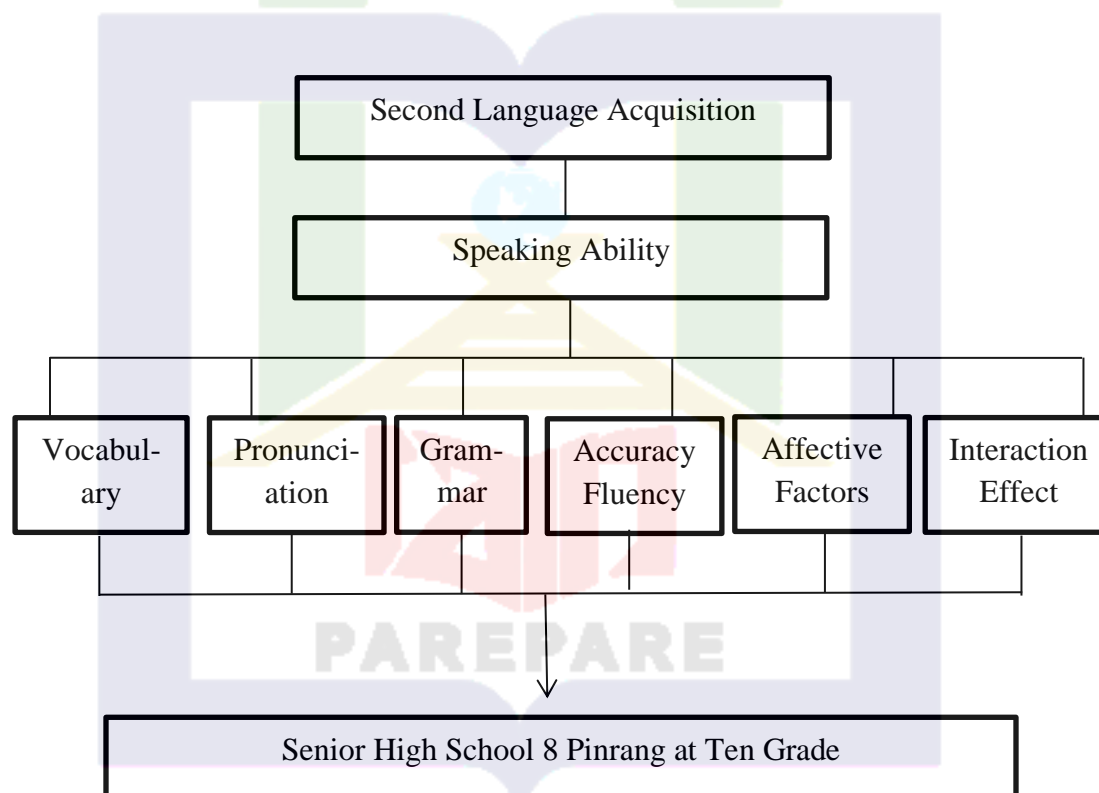 Second Language Acquisition
Speaking Ability
Vocabul-
ary
Pronunci-
ation
Gram-
mar
Accuracy
Fluency
Affective
Factors
Interaction
Effect
PAREPARE
Senior High School 8 Pinrang at Ten Grade